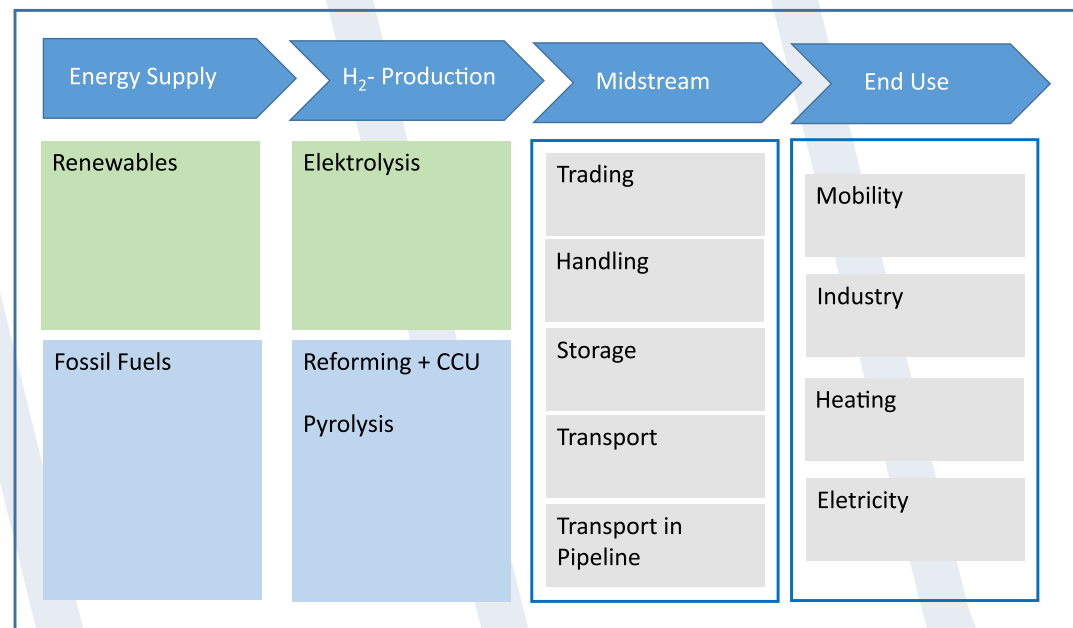 Energy Supply
H₂- Production
Midstream
End Use
Renewables
Fossil Fuels
Elektrolysis
Reforming + CCU
Pyrolysis
Trading
Handling
Storage
Transport
Transport in
Pipeline
Mobility
Industry
Heating
Eletricity